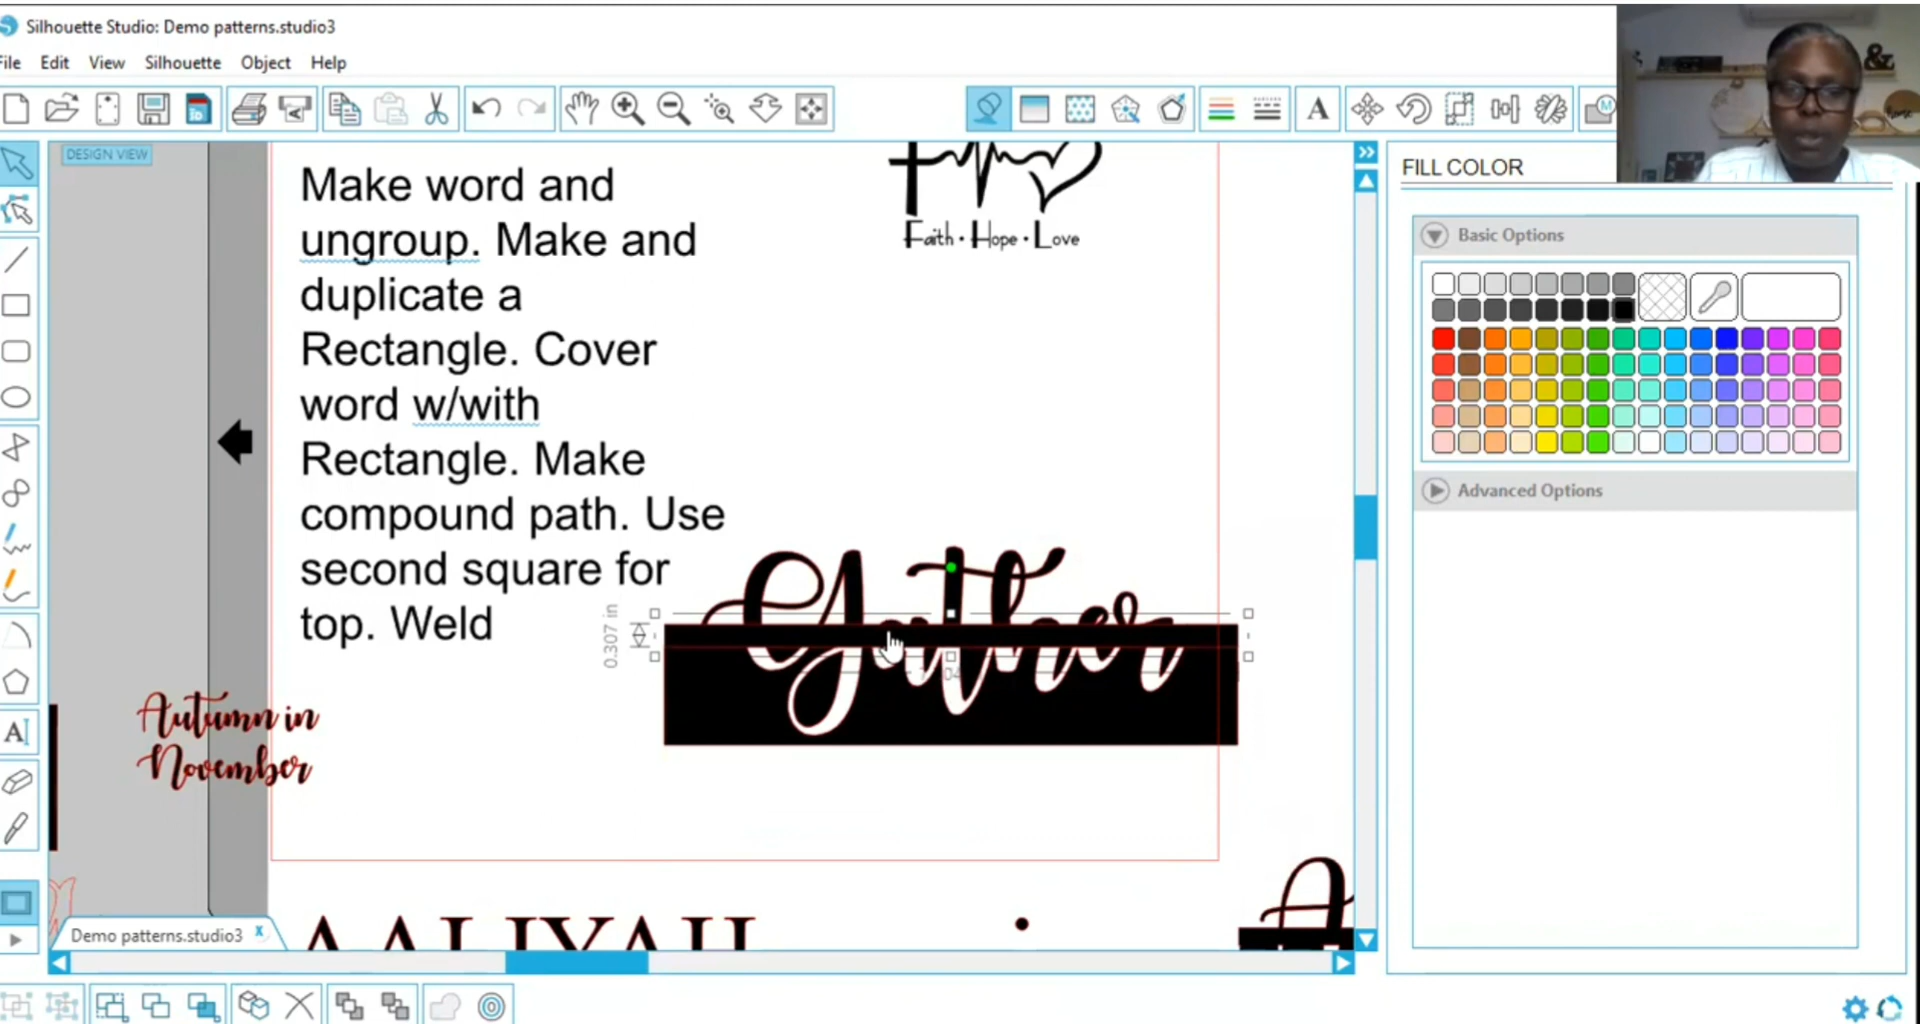 Silhouette Studio: Demo patterns.studio3
File Edit View Silhouette Object Help
DESIGN VIEW
FILL COLOR
Basic Options
Advanced Options
Make word and
ungroup. Make and
duplicate a
Rectangle. Cover
word w/with
Rectangle. Make
compound path. Use
second square for
top. Weld
Faith · Hope · Love
Gather
0.307 in
Autumn in
November
AALIYAH
Demo patterns.studio3